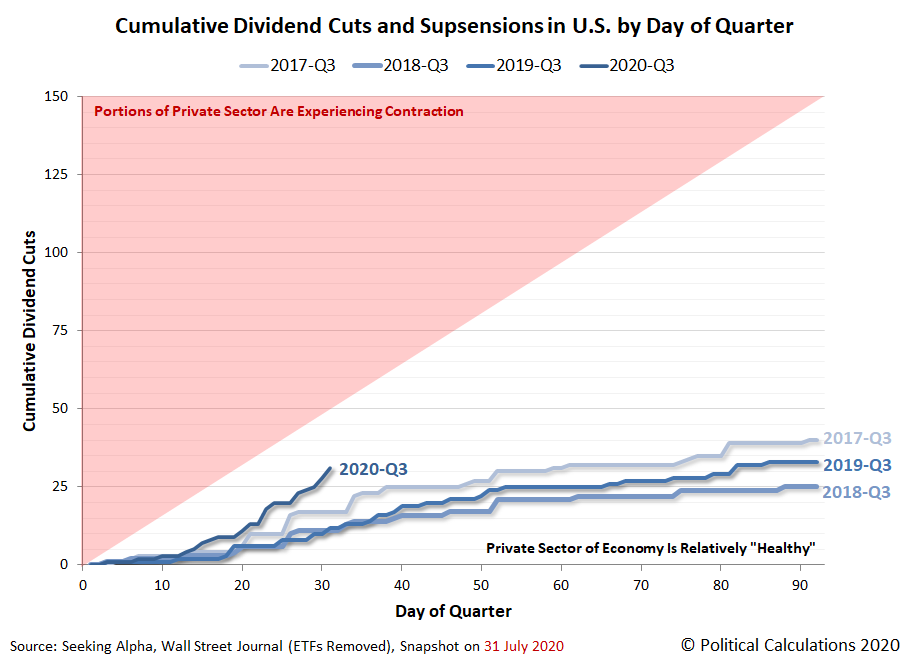 Cumulative Dividend Cuts and Supsensions in U.S. by Day of Quarter
2017-Q3 2018-Q3 2019-Q3 2020-Q3
Portions of Private Sector Are Experiencing Contraction
150
125
100
75
50
25
0
Cumulative Dividend Cuts
2017-Q3
2020-Q3
2019-Q3
2018-Q3
Private Sector of Economy Is Relatively "Healthy"
0 10 20 30 40 50 60 70 80 90
Day of Quarter
Source: Seeking Alpha, Wall Street Journal (ETFs Removed), Snapshot on 31 July 2020
© Political Calculations 2020